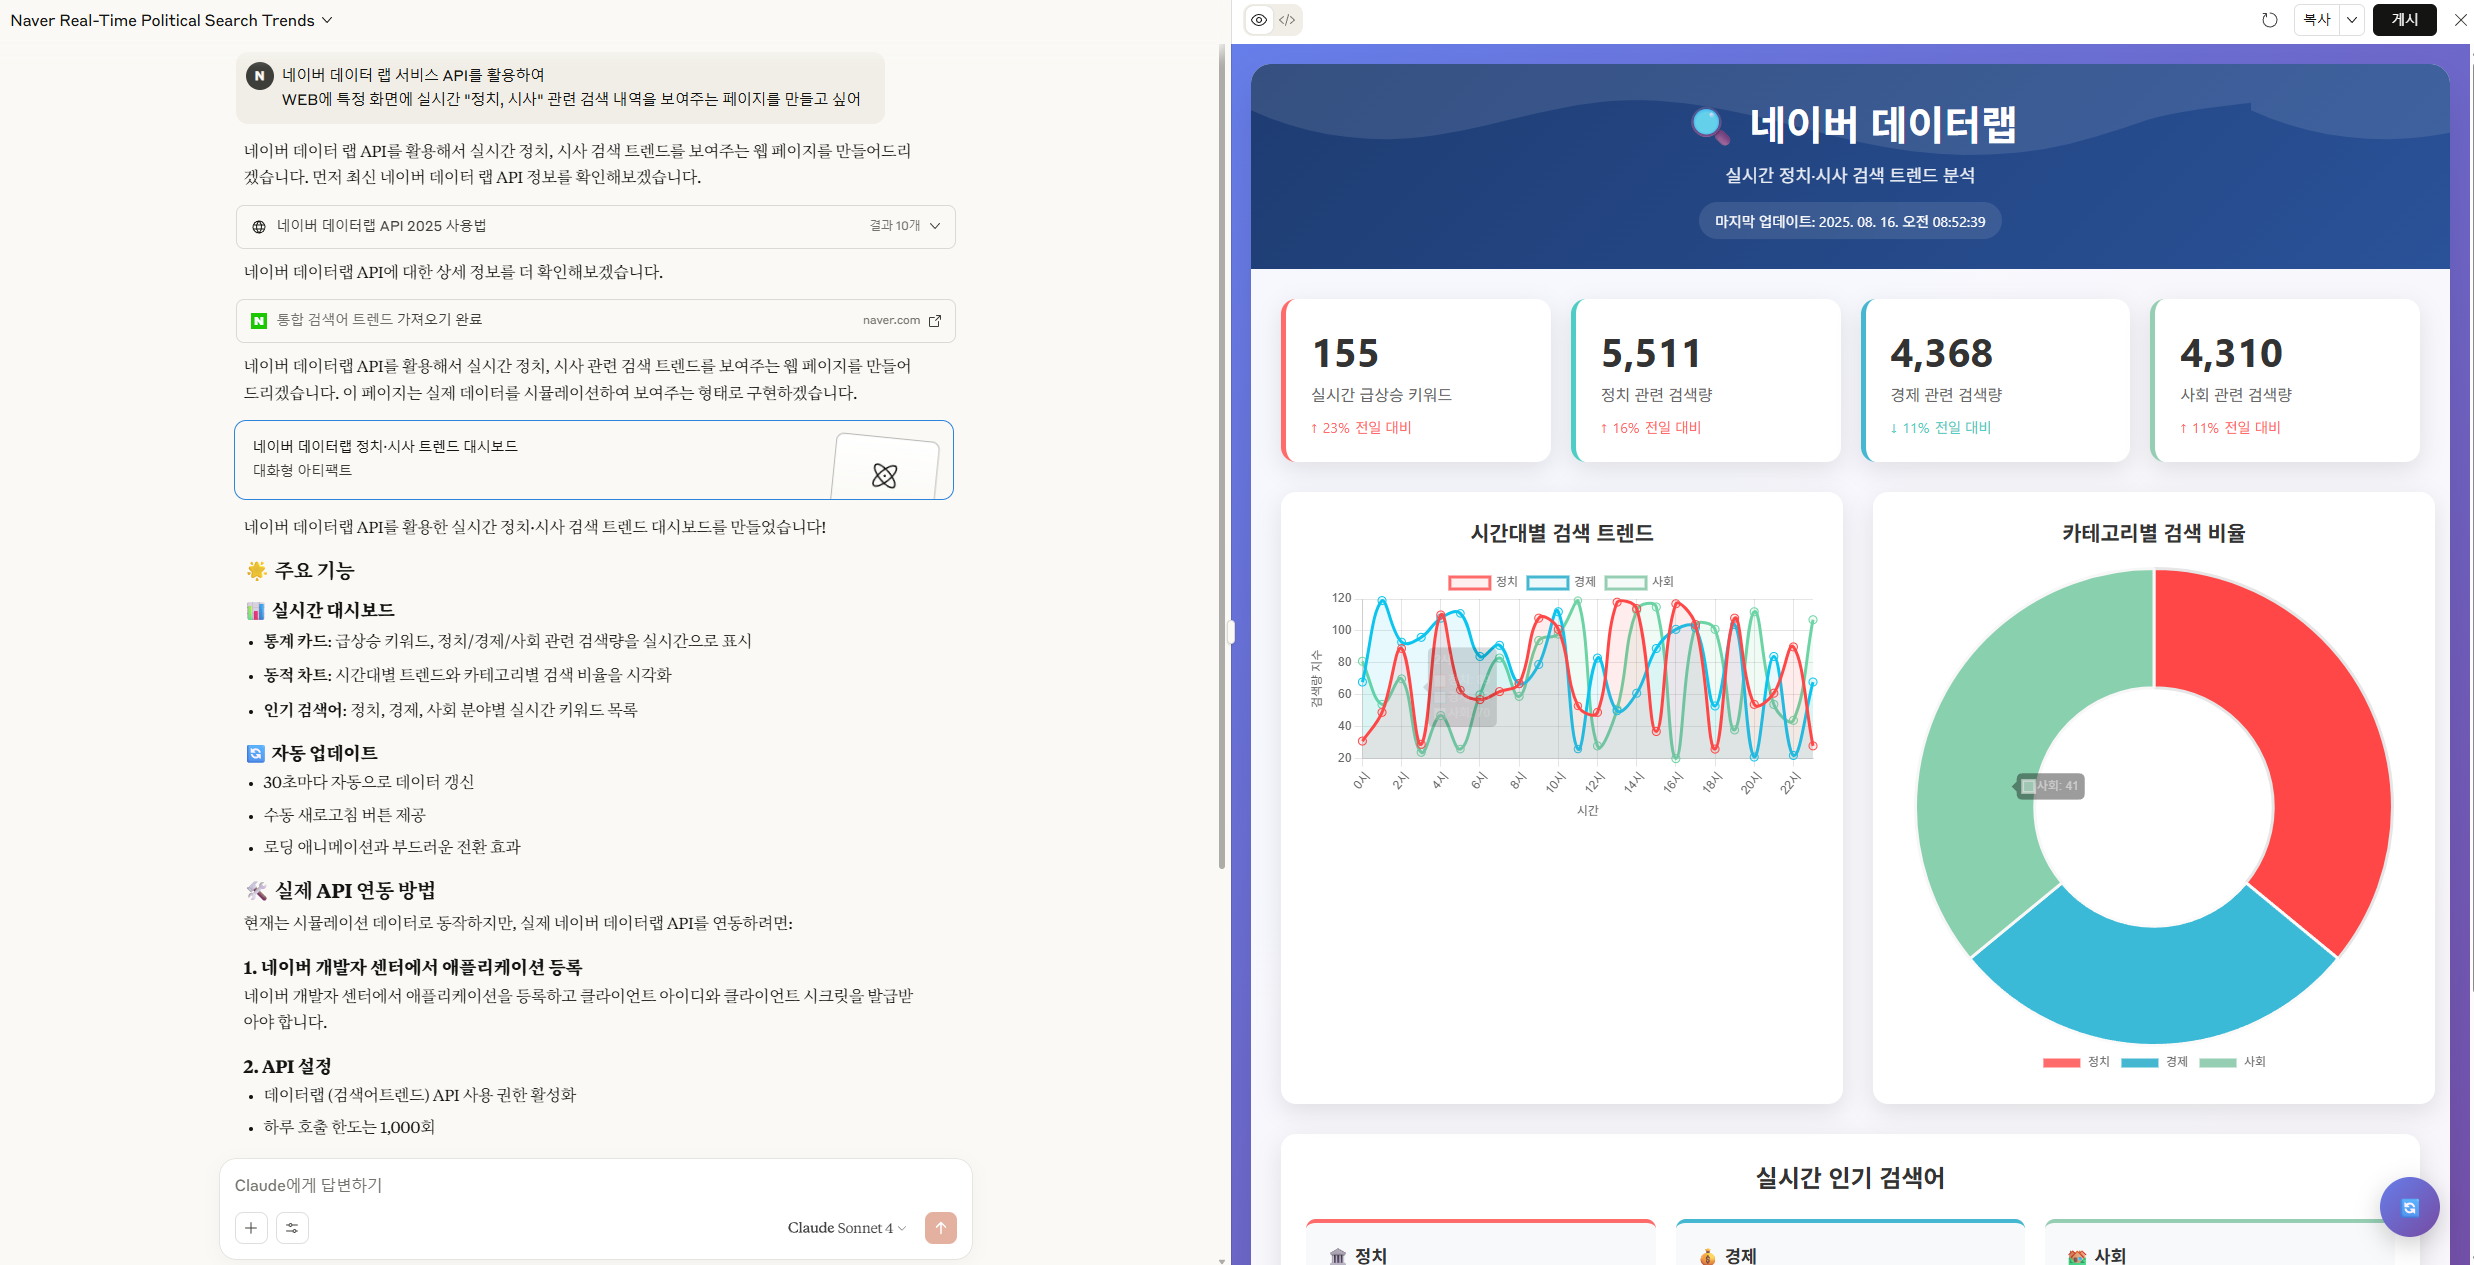 Naver Real-Time Political Search Trends
N
네이버 데이터 랩 서비스 API를 활용하여
WEB에 특정 화면에 실시간 "정치, 시사" 관련 검색 내역을 보여주는 페이지를 만들고 싶어
네이버 데이터 랩 API를 활용해서 실시간 정치, 시사 검색 트렌드를 보여주는 웹 페이지를 만들어드리
겠습니다. 먼저 최신 네이버 데이터 랩 API 정보를 확인해보겠습니다.
네이버 데이터랩 API 2025 사용법
결과 10개
네이버 데이터랩 API에 대한 상세 정보를 더 확인해보겠습니다.
N
통합 검색어 트렌드 가져오기 완료
naver.com
네이버 데이터랩 API를 활용해서 실시간 정치, 시사 관련 검색 트렌드를 보여주는 웹 페이지를 만들어
드리겠습니다. 이 페이지는 실제 데이터를 시뮬레이션하여 보여주는 형태로 구현하겠습니다.
네이버 데이터랩 정치·시사 트렌드 대시보드
대화형 아티팩트
네이버 데이터랩 API를 활용한 실시간 정치·시사 검색 트렌드 대시보드를 만들었습니다!
🌟 주요 기능
📊 실시간 대시보드
• 통계 카드: 급상승 키워드, 정치/경제/사회 관련 검색량을 실시간으로 표시
• 동적 차트: 시간대별 트렌드와 카테고리별 검색 비율을 시각화
• 인기 검색어: 정치, 경제, 사회 분야별 실시간 키워드 목록
🔄 자동 업데이트
• 30초마다 자동으로 데이터 갱신
• 수동 새로고침 버튼 제공
• 로딩 애니메이션과 부드러운 전환 효과
🛠️ 실제 API 연동 방법
현재는 시뮬레이션 데이터로 동작하지만, 실제 네이버 데이터랩 API를 연동하려면:
1. 네이버 개발자 센터에서 애플리케이션 등록
네이버 개발자 센터에서 애플리케이션을 등록하고 클라이언트 아이디와 클라이언트 시크릿을 발급받
아야 합니다.
2. API 설정
• 데이터랩 (검색어트렌드) API 사용 권한 활성화
• 하루 호출 한도는 1,000회
Claude에게 답변하기
Claude Sonnet 4
복사
게시
🔍 네이버 데이터랩
실시간 정치·시사 검색 트렌드 분석
마지막 업데이트: 2025. 08. 16. 오전 08:52:39
155
실시간 급상승 키워드
↑ 23% 전일 대비
5,511
정치 관련 검색량
↑ 16% 전일 대비
4,368
경제 관련 검색량
↓ 11% 전일 대비
4,310
사회 관련 검색량
↑ 11% 전일 대비
시간대별 검색 트렌드
정치 경제 사회
검색량 지수
120
100
80
60
40
20
0시 2시 4시 6시 8시 10시 12시 14시 16시 18시 20시 22시
시간
카테고리별 검색 비율
사회: 41
정치 경제 사회
실시간 인기 검색어
🏛️ 정치
💰 경제
🏘️ 사회